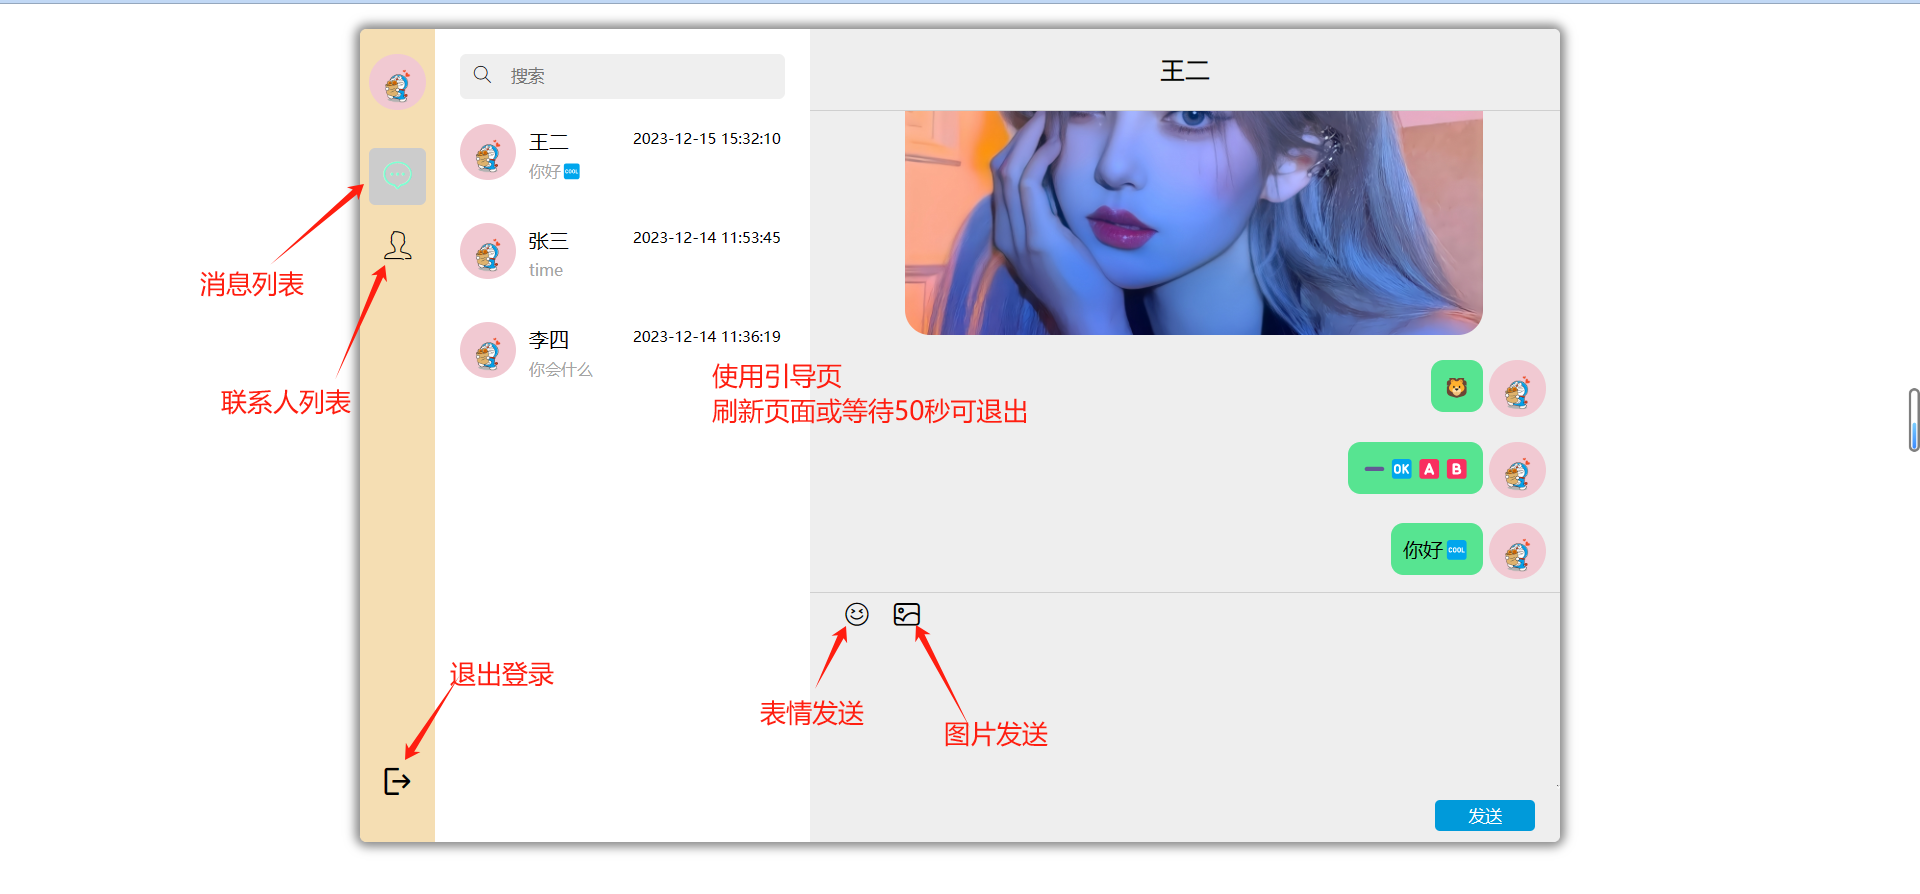 搜索
王二
王二
2023-12-15 15:32:10
你好🆒
张三
2023-12-14 11:53:45
time
李四
2023-12-14 11:36:19
你会什么
消息列表
联系人列表
使用引导页
刷新页面或等待50秒可退出
🦁
➖🆗🅰🅱
你好🆒
退出登录
表情发送
图片发送
发送